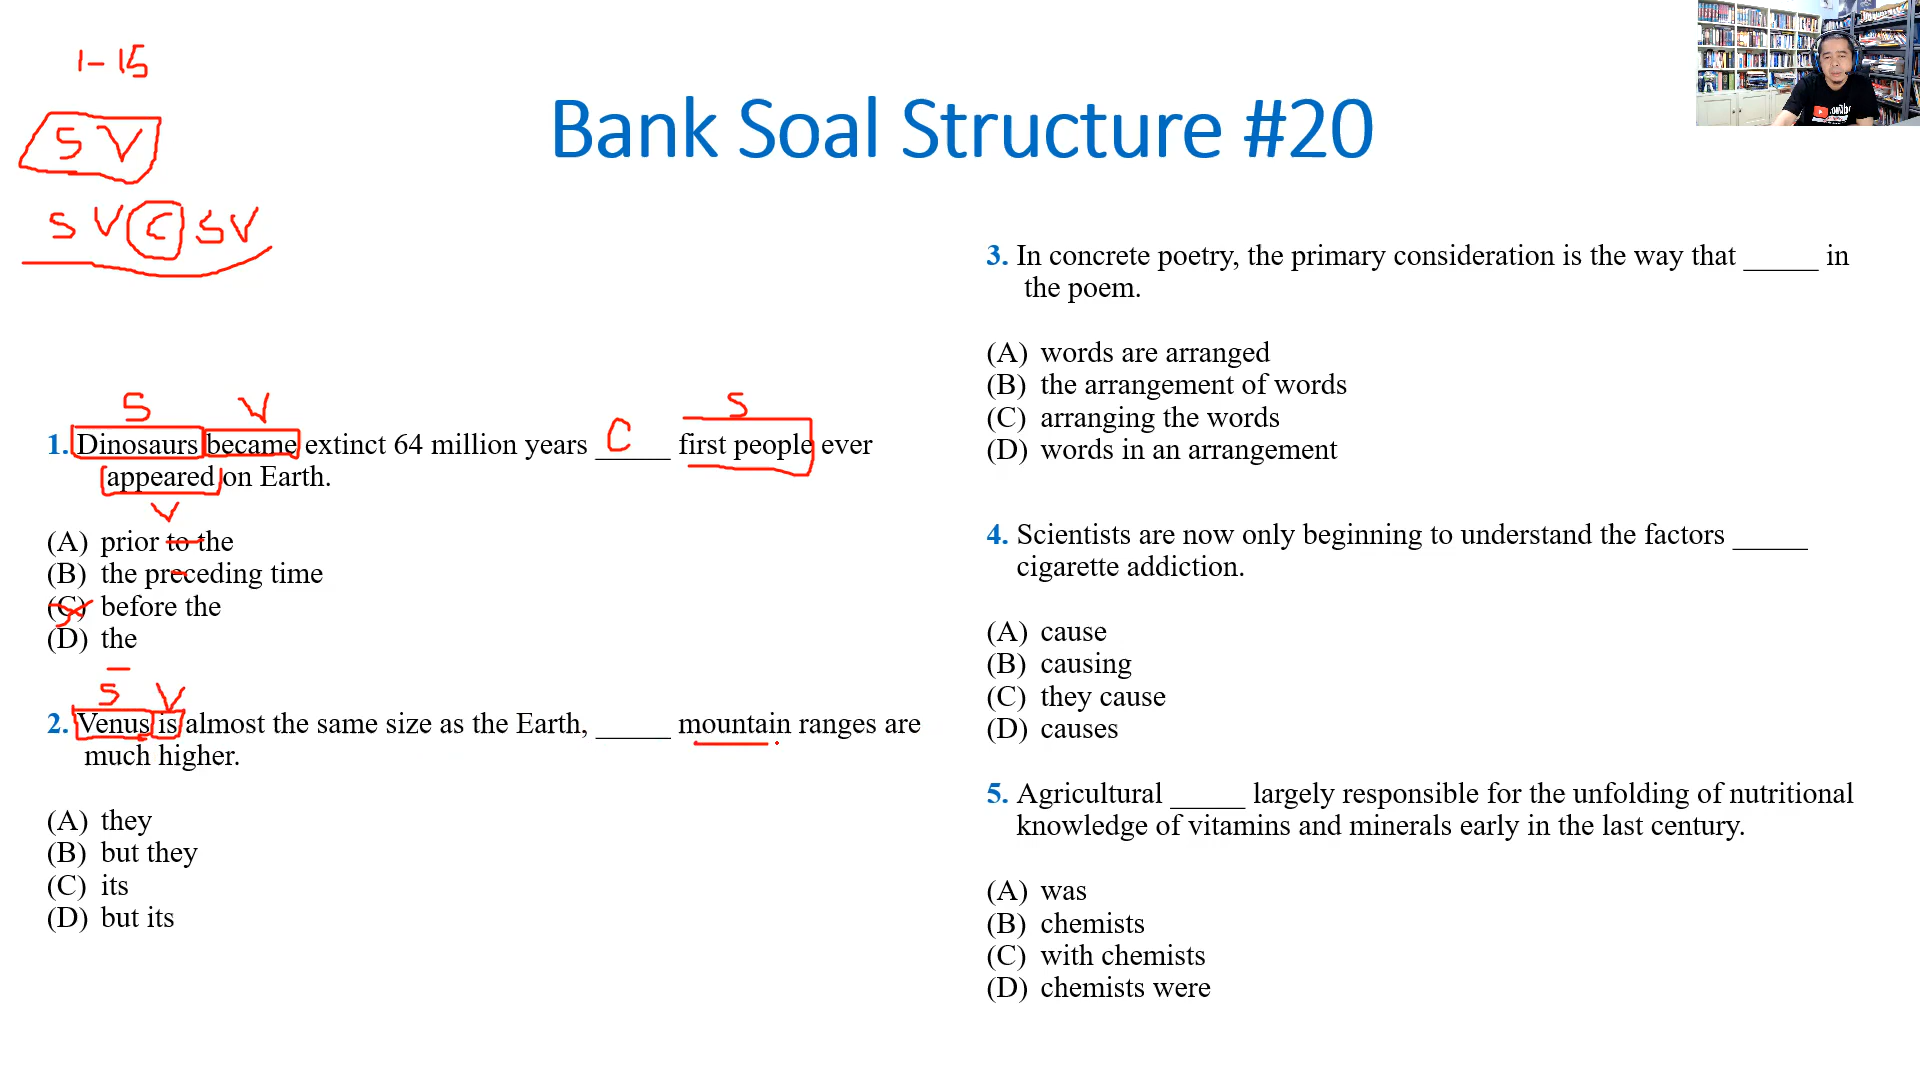 1-15
S V
S V C S V
Bank Soal Structure #20
S V C S
1. Dinosaurs became extinct 64 million years _____ first people ever
appeared on Earth.
V
(A) prior to the
(B) the preceding time
(C) before the
(D) the
S V
2. Venus is almost the same size as the Earth, _____ mountain ranges are
much higher.
(A) they
(B) but they
(C) its
(D) but its
3. In concrete poetry, the primary consideration is the way that _____ in
the poem.
(A) words are arranged
(B) the arrangement of words
(C) arranging the words
(D) words in an arrangement
4. Scientists are now only beginning to understand the factors _____
cigarette addiction.
(A) cause
(B) causing
(C) they cause
(D) causes
5. Agricultural _____ largely responsible for the unfolding of nutritional
knowledge of vitamins and minerals early in the last century.
(A) was
(B) chemists
(C) with chemists
(D) chemists were